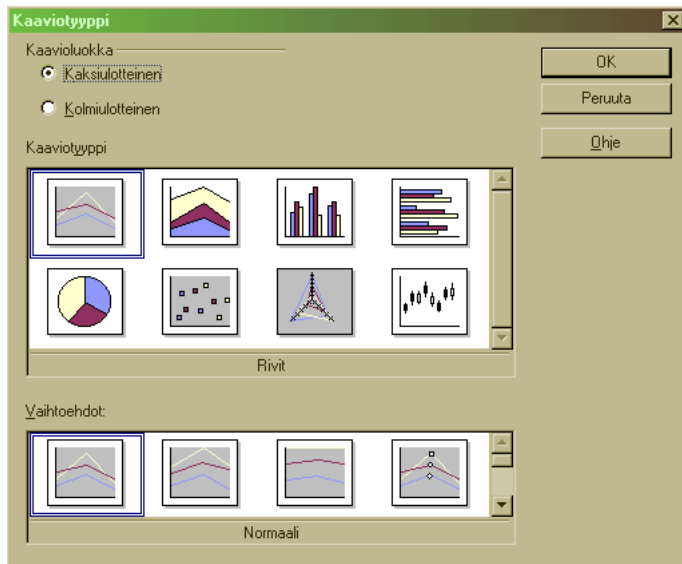 Kaaviotyyppi
Kaavioluokka
Kaksiulotteinen
Kolmiulotteinen
OK
Peruuta
Ohje
Kaaviotyyppi
Rivit
Vaihtoehdot:
Normaali